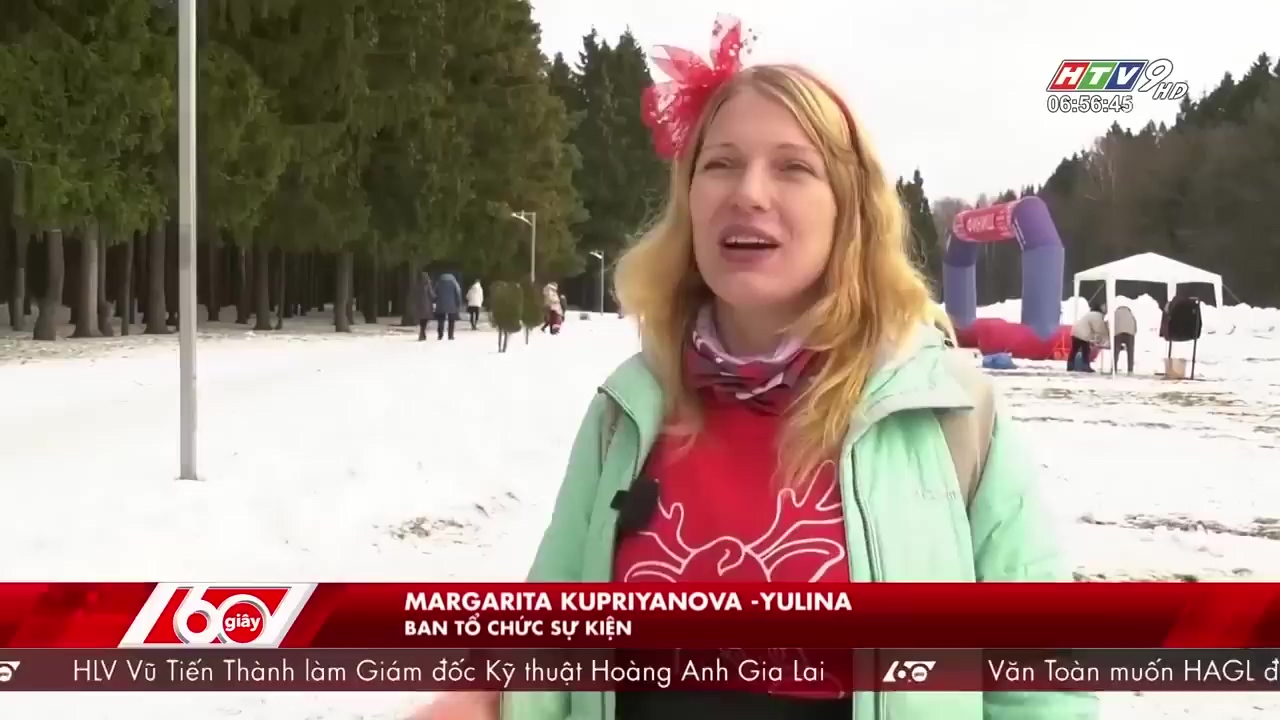 HTV9 HD
06:56:45
60 giây
MARGARITA KUPRIYANOVA -YULINA
BAN TỔ CHỨC SỰ KIỆN
HLV Vũ Tiến Thành làm Giám đốc Kỹ thuật Hoàng Anh Gia Lai
60 Văn Toàn muốn HAGL đ